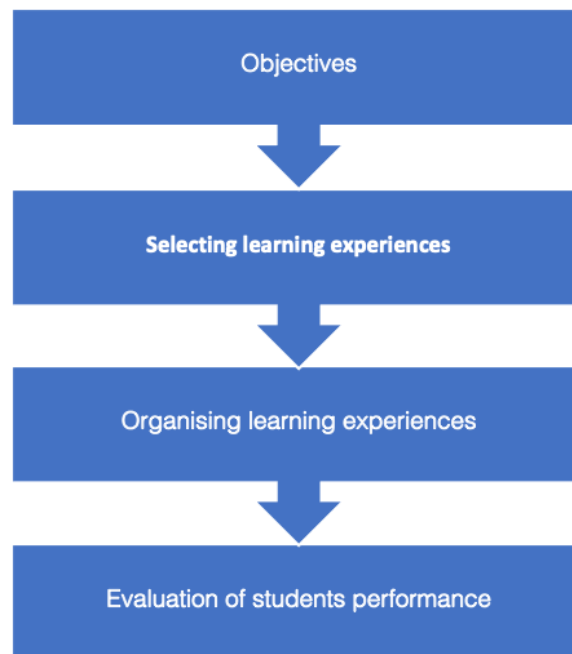 Objectives
Selecting learning experiences
Organising learning experiences
Evaluation of students performance